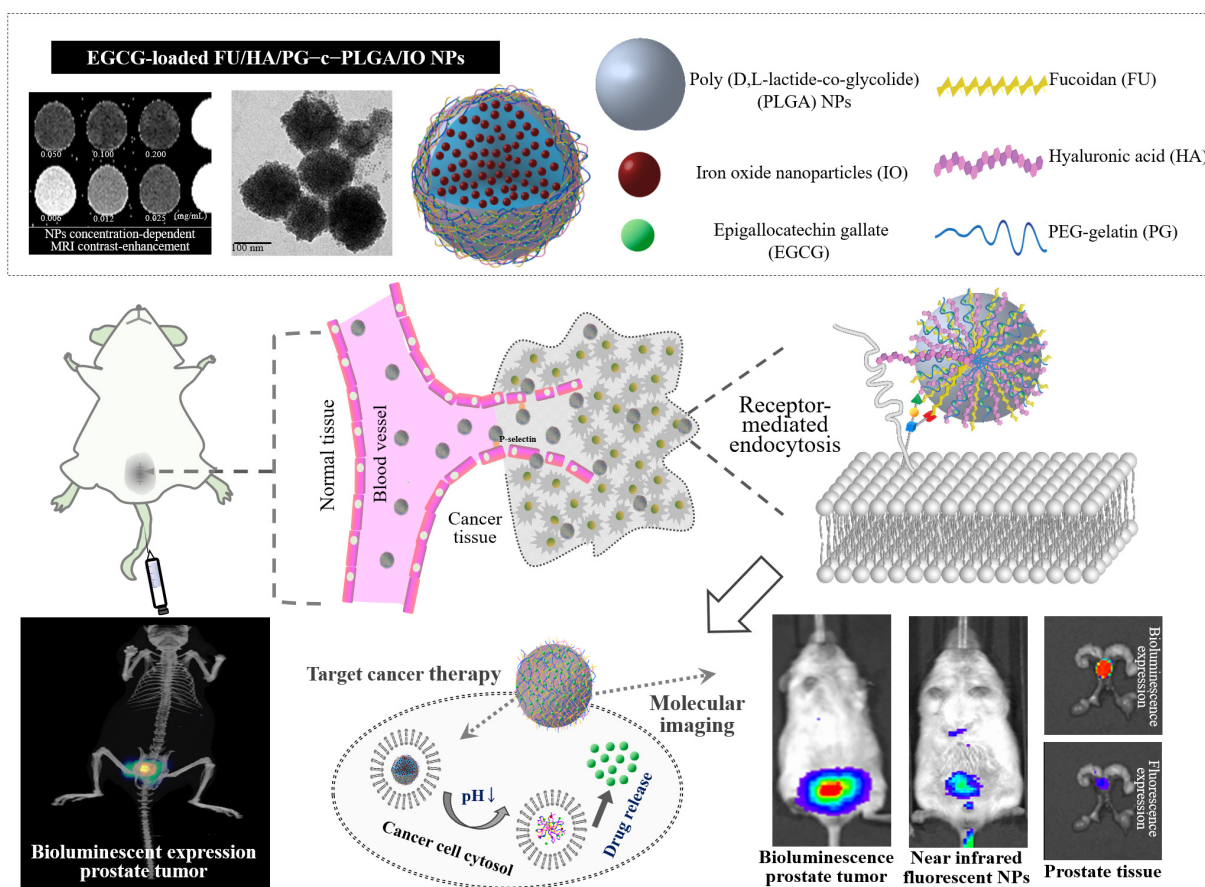 EGCG-loaded FU/HA/PG−c−PLGA/IO NPs
0.050
0.100
0.200
0.006
0.012
0.025
(mg/mL)
NPs concentration-dependent
MRI contrast-enhancement
100 nm
Poly (D,L-lactide-co-glycolide)
(PLGA) NPs
Iron oxide nanoparticles (IO)
Epigallocatechin gallate
(EGCG)
Fucoidan (FU)
Hyaluronic acid (HA)
PEG-gelatin (PG)
Normal tissue
Blood vessel
P-selectin
Cancer
tissue
Receptor-
mediated
endocytosis
Bioluminescent expression
prostate tumor
Target cancer therapy
Molecular
imaging
pH↓
Cancer cell cytosol
Drug release
Bioluminescence
prostate tumor
Near infrared
fluorescent NPs
Bioluminescence
expression
Fluorescence
expression
Prostate tissue